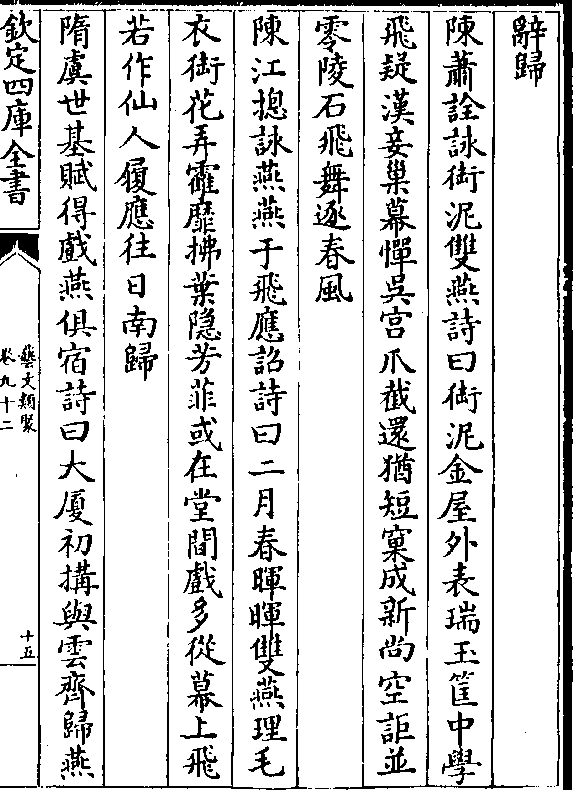 辭歸
陳蕭詮詠銜泥雙燕詩曰銜泥金屋外表瑞玉筐中學
飛疑漢妾巢幕憚吳宫爪截還猶短窠成新尚空詎並
零陵石飛舞逐春風
陳江摠詠燕燕于飛應詔詩曰二月春暉暉雙燕理毛
衣銜花弄霍靡拂葉隐芳菲或在堂間戲多從幕上飛
若作仙人履應往日南歸
隋虞世基賦得戲燕俱宿詩曰大厦初搆與雲齊歸燕
欽定四庫全書
藝文類聚
卷九十二
十五